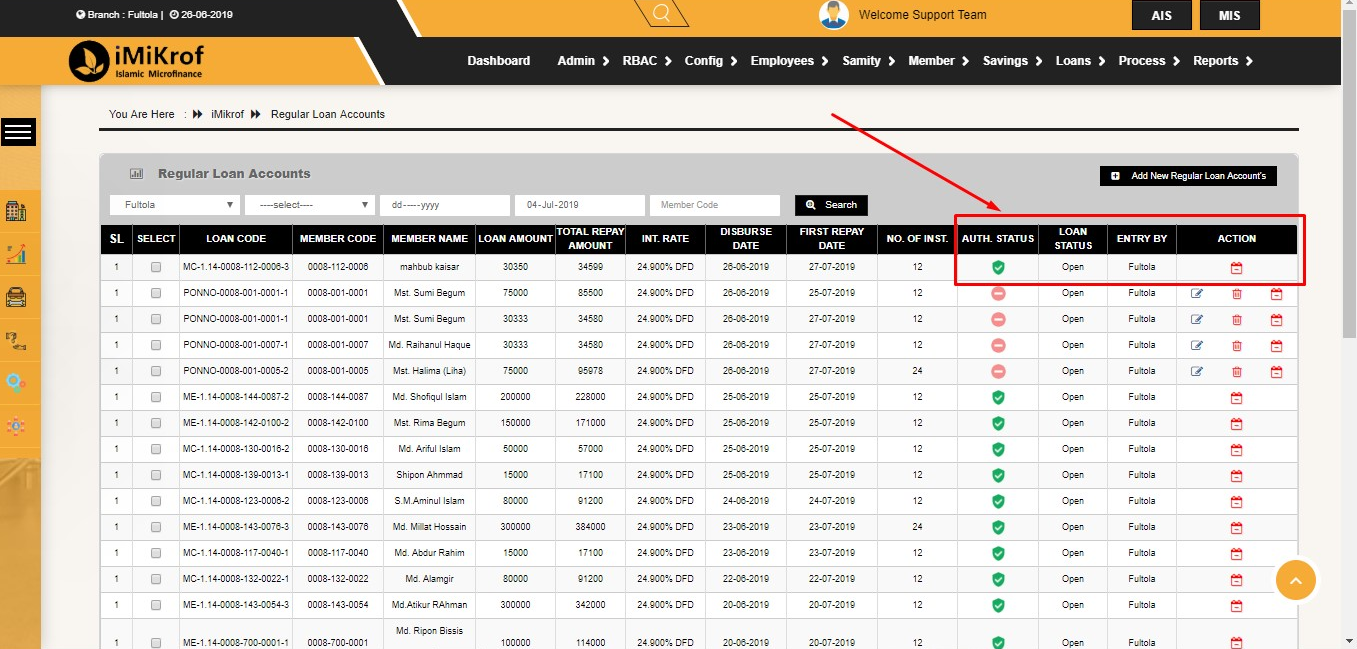 Branch : Fultola | 26-06-2019
Welcome Support Team
AIS MIS
iMiKrof
Islamic Microfinance
Dashboard Admin RBAC Config Employees Samity Member Savings Loans Process Reports
You Are Here : iMikrof Regular Loan Accounts
Regular Loan Accounts
Add New Regular Loan Account's
Fultola ----select---- dd-----yyyy 04-Jul-2019 Member Code Search
SL SELECT LOAN CODE MEMBER CODE MEMBER NAME LOAN AMOUNT TOTAL REPAY AMOUNT INT. RATE DISBURSE DATE FIRST REPAY DATE NO. OF INST. AUTH. STATUS LOAN STATUS ENTRY BY ACTION
1 MC-1.14-0008-112-0006-3 0008-112-0006 mahbub kaisar 30350 34599 24.900% DFD 26-06-2019 27-07-2019 12 Open Fultola
1 PONNO-0008-001-0001-1 0008-001-0001 Mst. Sumi Begum 75000 85500 24.900% DFD 26-06-2019 25-07-2019 12 Open Fultola
1 PONNO-0008-001-0001-1 0008-001-0001 Mst. Sumi Begum 30333 34580 24.900% DFD 26-06-2019 27-07-2019 12 Open Fultola
1 PONNO-0008-001-0007-1 0008-001-0007 Md. Raihanul Haque 30333 34580 24.900% DFD 26-06-2019 27-07-2019 12 Open Fultola
1 PONNO-0008-001-0005-2 0008-001-0005 Mst. Halima (Liha) 75000 95978 24.900% DFD 26-06-2019 27-07-2019 24 Open Fultola
1 ME-1.14-0008-144-0087-2 0008-144-0087 Md. Shofiqul Islam 200000 228000 24.900% DFD 25-06-2019 25-07-2019 12 Open Fultola
1 ME-1.14-0008-142-0100-2 0008-142-0100 Mst. Rima Begum 150000 171000 24.900% DFD 25-06-2019 25-07-2019 12 Open Fultola
1 MC-1.14-0008-130-0016-2 0008-130-0016 Md. Ariful Islam 50000 57000 24.900% DFD 25-06-2019 25-07-2019 12 Open Fultola
1 MC-1.14-0008-139-0013-1 0008-139-0013 Shipon Ahmmad 15000 17100 24.900% DFD 25-06-2019 25-07-2019 12 Open Fultola
1 MC-1.14-0008-123-0006-2 0008-123-0006 S.M.Aminul Islam 80000 91200 24.900% DFD 24-06-2019 24-07-2019 12 Open Fultola
1 ME-1.14-0008-143-0076-3 0008-143-0076 Md. Millat Hossain 300000 384000 24.900% DFD 23-06-2019 23-07-2019 24 Open Fultola
1 MC-1.14-0008-117-0040-1 0008-117-0040 Md. Abdur Rahim 15000 17100 24.900% DFD 23-06-2019 23-07-2019 12 Open Fultola
1 MC-1.14-0008-132-0022-1 0008-132-0022 Md. Alamgir 80000 91200 24.900% DFD 22-06-2019 22-07-2019 12 Open Fultola
1 ME-1.14-0008-143-0054-3 0008-143-0054 Md.Atikur RAhman 300000 342000 24.900% DFD 20-06-2019 20-07-2019 12 Open Fultola
1 ME-1.14-0008-700-0001-1 0008-700-0001 Md. Ripon Bissis 100000 114000 24.900% DFD 20-06-2019 20-07-2019 12 Open Fultola